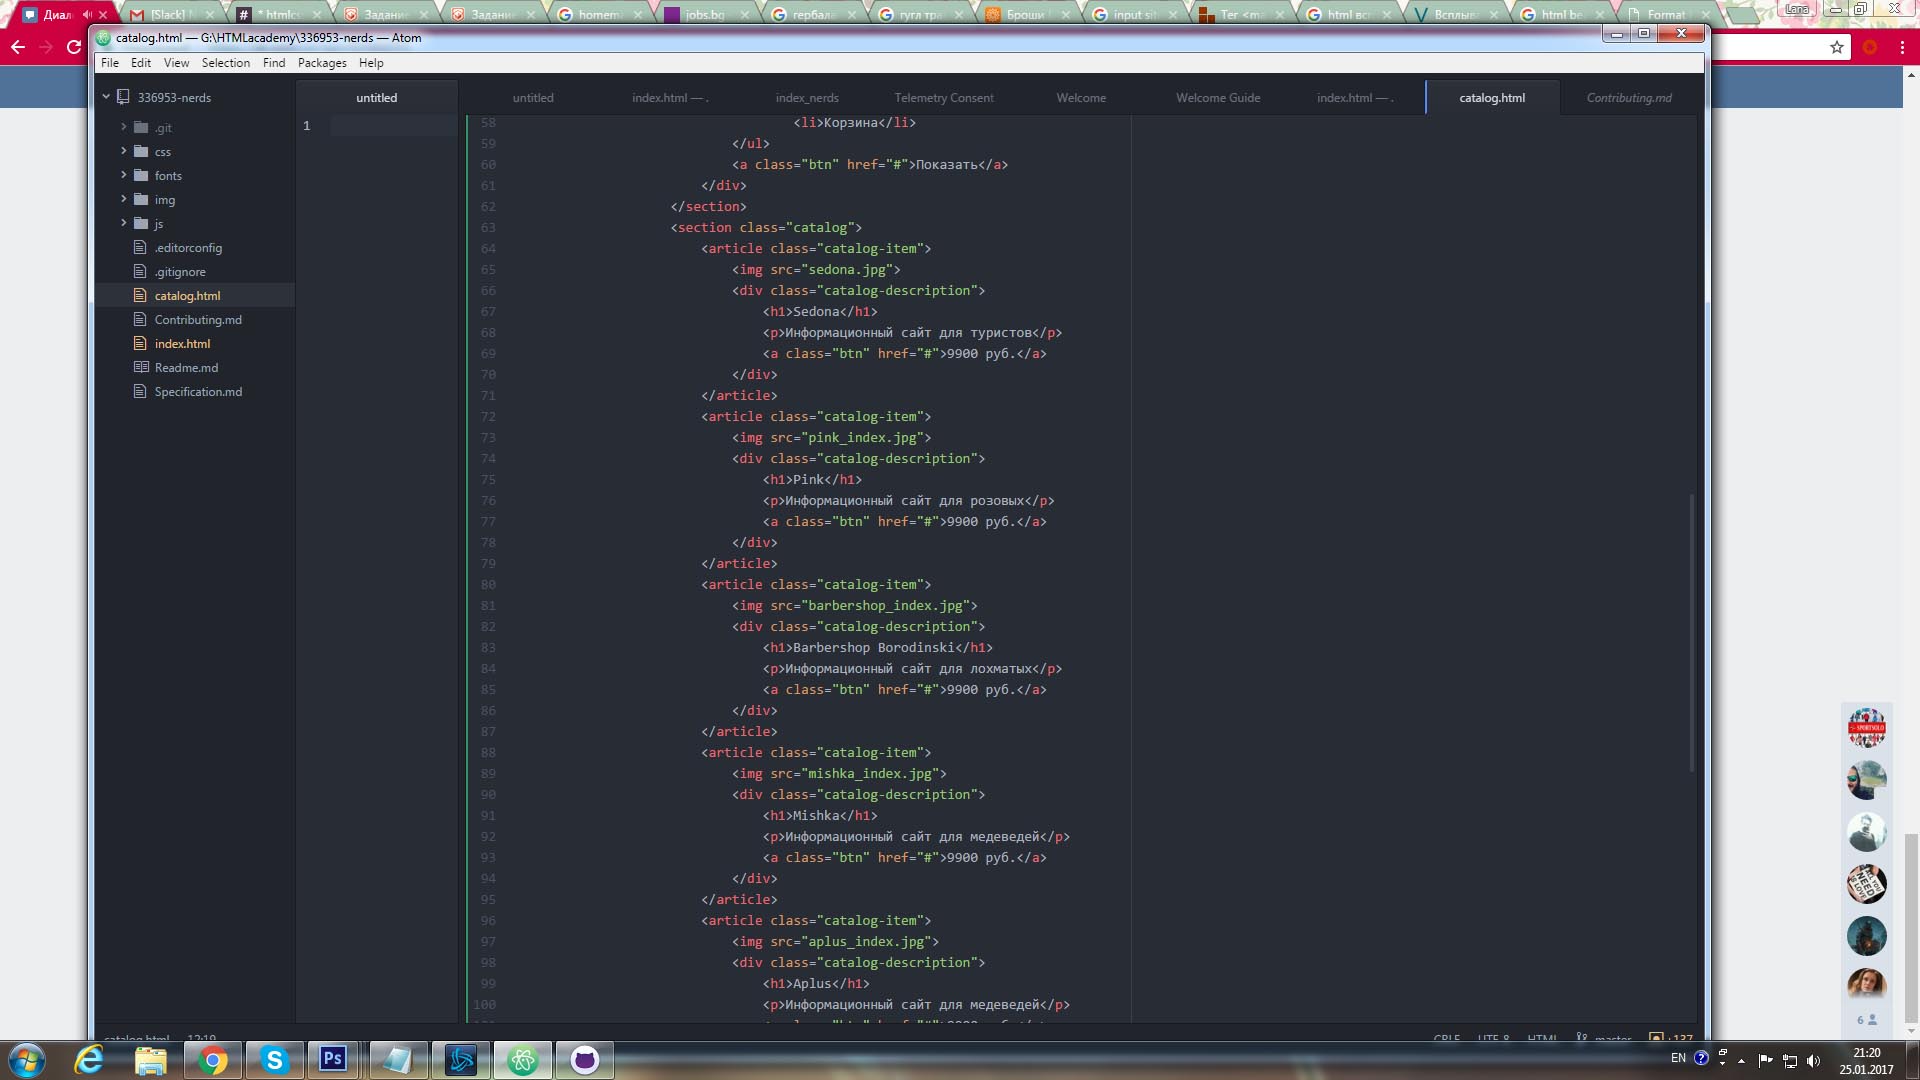 Диал
[Slack] N
* htmlcs
Задание
Задание
homema
jobs.bg
гербале
гугл тра
Броши
input sit
Тег <ma
html вст
Всплыв
html be
Format
Lana
catalog.html — G:\HTMLacademy\336953-nerds — Atom
File Edit View Selection Find Packages Help
336953-nerds
.git
css
fonts
img
js
.editorconfig
.gitignore
catalog.html
Contributing.md
index.html
Readme.md
Specification.md
untitled
1
untitled
index.html — .
index_nerds
Telemetry Consent
Welcome
Welcome Guide
index.html — .
catalog.html
Contributing.md
58 <li>Корзина</li>
59 </ul>
60 <a class="btn" href="#">Показать</a>
61 </div>
62 </section>
63 <section class="catalog">
64 <article class="catalog-item">
65 <img src="sedona.jpg">
66 <div class="catalog-description">
67 <h1>Sedona</h1>
68 <p>Информационный сайт для туристов</p>
69 <a class="btn" href="#">9900 руб.</a>
70 </div>
71 </article>
72 <article class="catalog-item">
73 <img src="pink_index.jpg">
74 <div class="catalog-description">
75 <h1>Pink</h1>
76 <p>Информационный сайт для розовых</p>
77 <a class="btn" href="#">9900 руб.</a>
78 </div>
79 </article>
80 <article class="catalog-item">
81 <img src="barbershop_index.jpg">
82 <div class="catalog-description">
83 <h1>Barbershop Borodinski</h1>
84 <p>Информационный сайт для лохматых</p>
85 <a class="btn" href="#">9900 руб.</a>
86 </div>
87 </article>
88 <article class="catalog-item">
89 <img src="mishka_index.jpg">
90 <div class="catalog-description">
91 <h1>Mishka</h1>
92 <p>Информационный сайт для медеведей</p>
93 <a class="btn" href="#">9900 руб.</a>
94 </div>
95 </article>
96 <article class="catalog-item">
97 <img src="aplus_index.jpg">
98 <div class="catalog-description">
99 <h1>Aplus</h1>
100 <p>Информационный сайт для медеведей</p>
catalog.html 12:19
CRLF UTF-8 HTML master +137
6
EN
21:20
25.01.2017